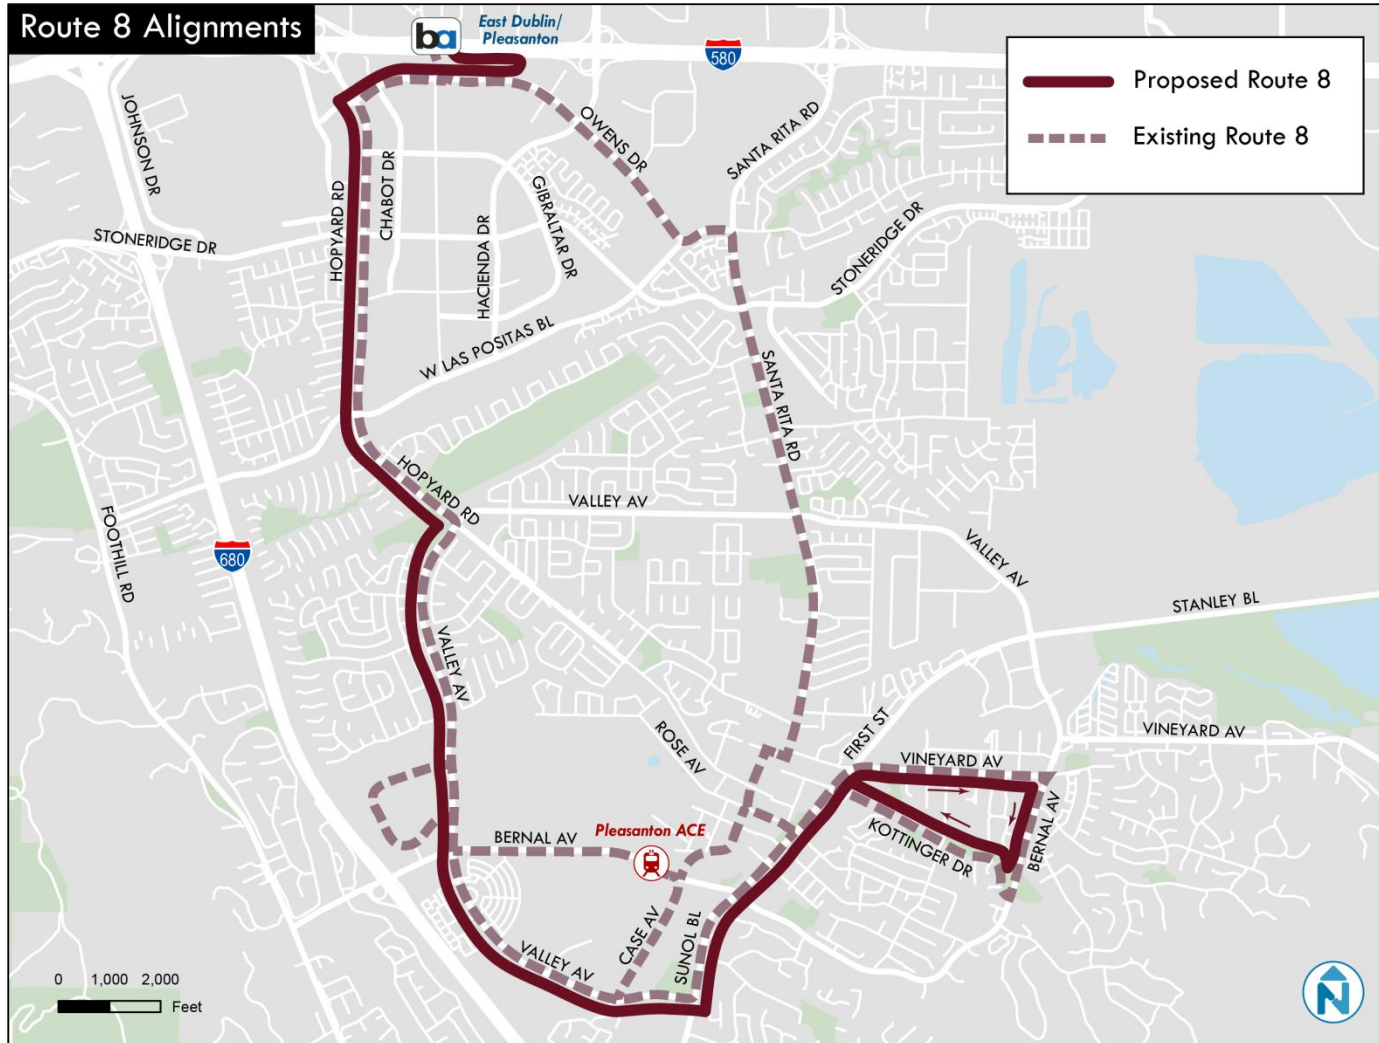 Route 8 Alignments
ba
East Dublin/
Pleasanton
580
Proposed Route 8
Existing Route 8
JOHNSON DR
OWENS DR
SANTA RITA RD
HOPYARD RD
CHABOT DR
GIBRALTAR DR
HACIENDA DR
STONERIDGE DR
STONERIDGE DR
W LAS POSITAS BL
SANTA RITA RD
HOPYARD RD
VALLEY AV
FOOTHILL RD
680
VALLEY AV
STANLEY BL
VALLEY AV
ROSE AV
FIRST ST
VINEYARD AV
VINEYARD AV
BERNAL AV
Pleasanton ACE
KOTTINGER DR
BERNAL AV
CASE AV
SUNOL BL
VALLEY AV
0 1,000 2,000
Feet
N